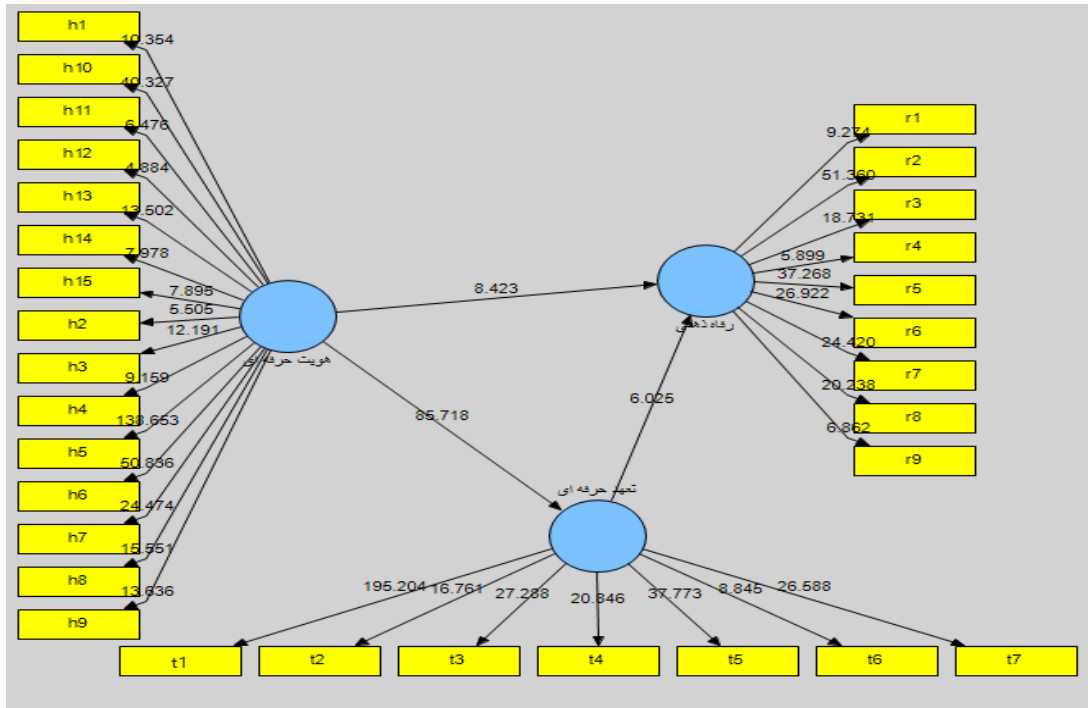 h1
10.354
h10
40.327
h11
6.476
h12
4.884
h13
13.502
h14
7.978
h15
7.895
h2
5.505
h3
12.191
h4
9.159
h5
138.653
h6
50.836
h7
24.474
h8
15.551
h9
13.636
هویت حرفه ای
8.423
85.718
6.025
رفاه ذهنی
r1
9.274
r2
51.360
r3
18.731
r4
5.899
r5
37.268
r6
26.922
r7
24.420
r8
20.238
r9
6.862
تعهد حرفه ای
195.204 16.761 27.288 20.846 37.773 8.845 26.588
t1 t2 t3 t4 t5 t6 t7